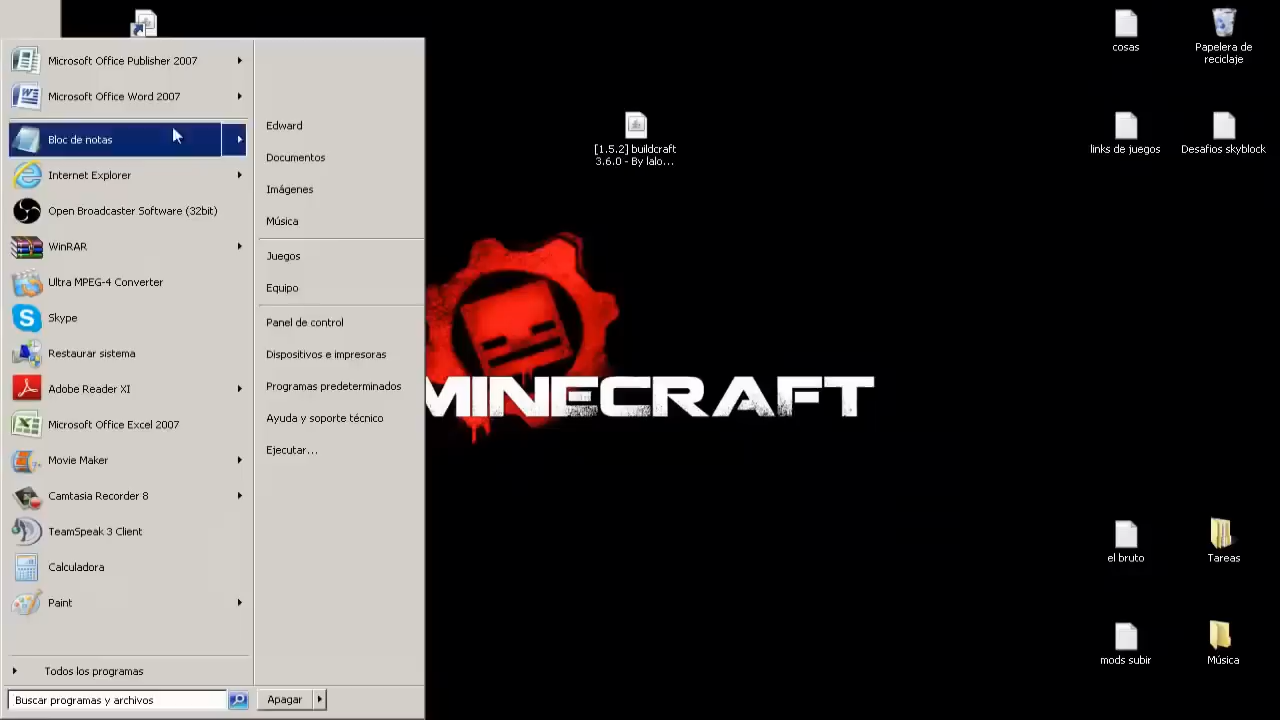 Microsoft Office Publisher 2007
Microsoft Office Word 2007
Bloc de notas
Internet Explorer
Open Broadcaster Software (32bit)
WinRAR
Ultra MPEG-4 Converter
Skype
Restaurar sistema
Adobe Reader XI
Microsoft Office Excel 2007
Movie Maker
Camtasia Recorder 8
TeamSpeak 3 Client
Calculadora
Paint
Todos los programas
Buscar programas y archivos
Edward
Documentos
Imágenes
Música
Juegos
Equipo
Panel de control
Dispositivos e impresoras
Programas predeterminados
Ayuda y soporte técnico
Ejecutar...
Apagar
[1.5.2] buildcraft
3.6.0 - By lalo...
MINECRAFT
cosas
Papelera de
reciclaje
links de juegos
Desafios skyblock
el bruto
Tareas
mods subir
Música